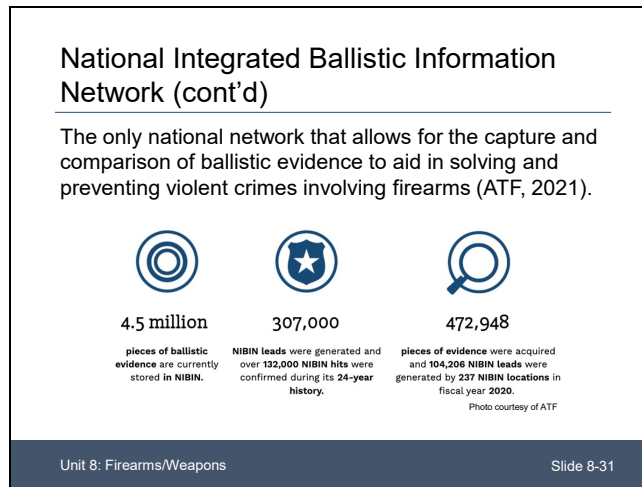 National Integrated Ballistic Information
Network (cont’d)
The only national network that allows for the capture and
comparison of ballistic evidence to aid in solving and
preventing violent crimes involving firearms (ATF, 2021).
4.5 million
pieces of ballistic
evidence are currently
stored in NIBIN.
307,000
NIBIN leads were generated and
over 132,000 NIBIN hits were
confirmed during its 24-year
history.
472,948
pieces of evidence were acquired
and 104,206 NIBIN leads were
generated by 237 NIBIN locations in
fiscal year 2020.
Photo courtesy of ATF
Unit 8: Firearms/Weapons
Slide 8-31